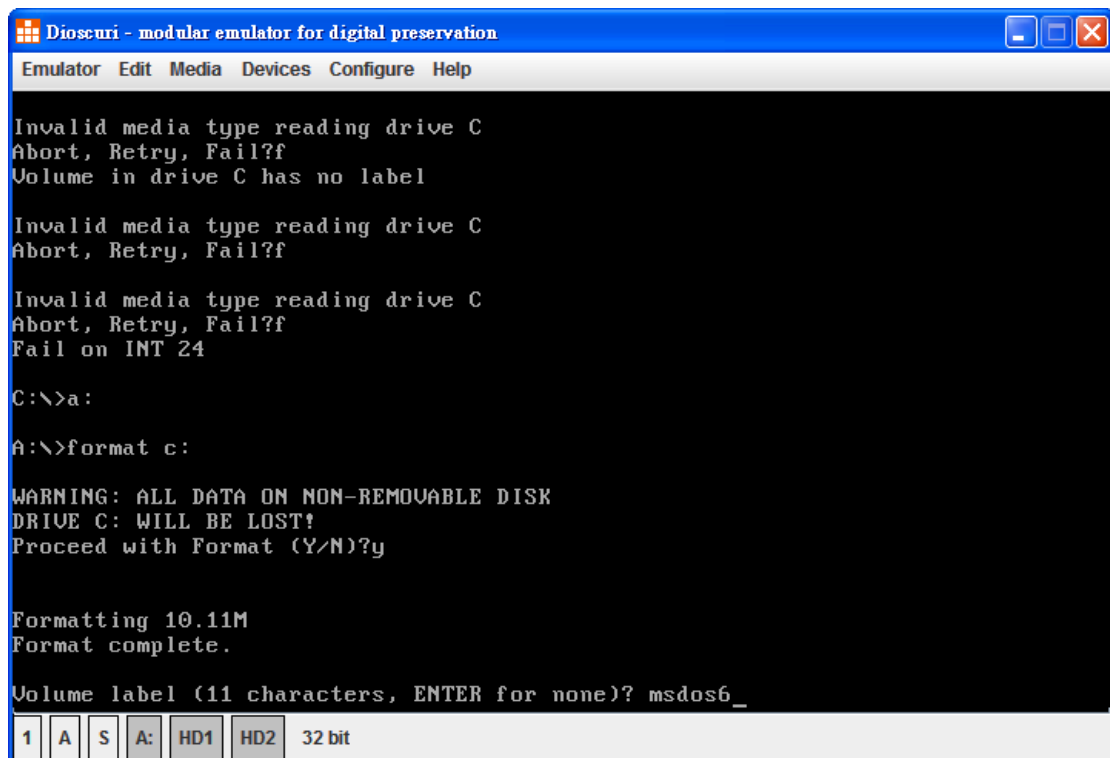 Dioscuri - modular emulator for digital preservation
Emulator Edit Media Devices Configure Help
Invalid media type reading drive C
Abort, Retry, Fail?f
Volume in drive C has no label
Invalid media type reading drive C
Abort, Retry, Fail?f
Invalid media type reading drive C
Abort, Retry, Fail?f
Fail on INT 24
C:\>a:
A:\>format c:
WARNING: ALL DATA ON NON-REMOVABLE DISK
DRIVE C: WILL BE LOST!
Proceed with Format (Y/N)?y
Formatting 10.11M
Format complete.
Volume label (11 characters, ENTER for none)? msdos6_
1 A S A: HD1 HD2 32 bit